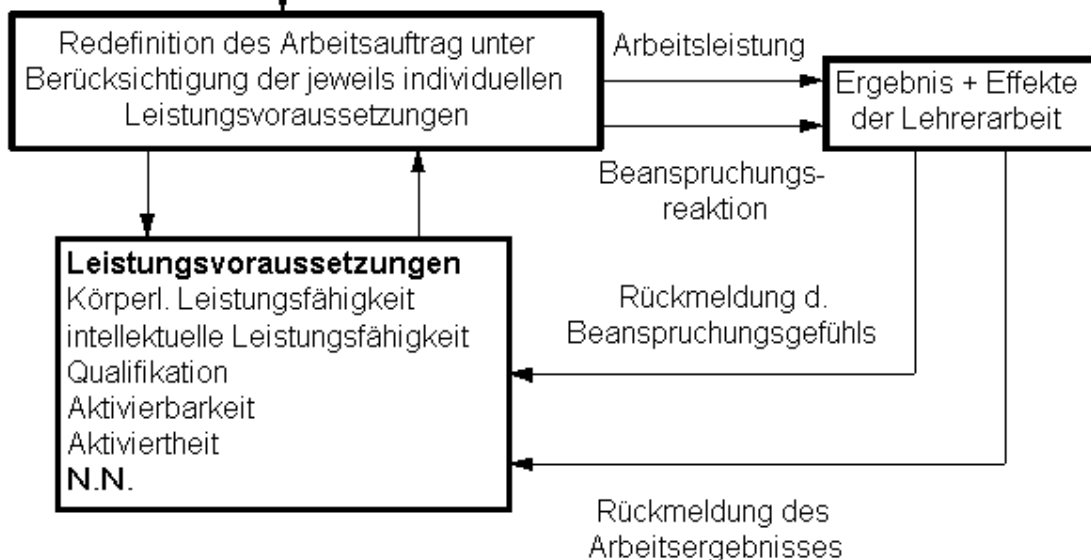 Redefinition des Arbeitsauftrag unter
Berücksichtigung der jeweils individuellen
Leistungsvoraussetzungen
Arbeitsleistung
Ergebnis + Effekte
der Lehrerarbeit
Beanspruchungs-
reaktion
Leistungsvoraussetzungen
Körperl. Leistungsfähigkeit
intellektuelle Leistungsfähigkeit
Qualifikation
Aktivierbarkeit
Aktiviertheit
N.N.
Rückmeldung d.
Beanspruchungsgefühls
Rückmeldung des
Arbeitsergebnisses